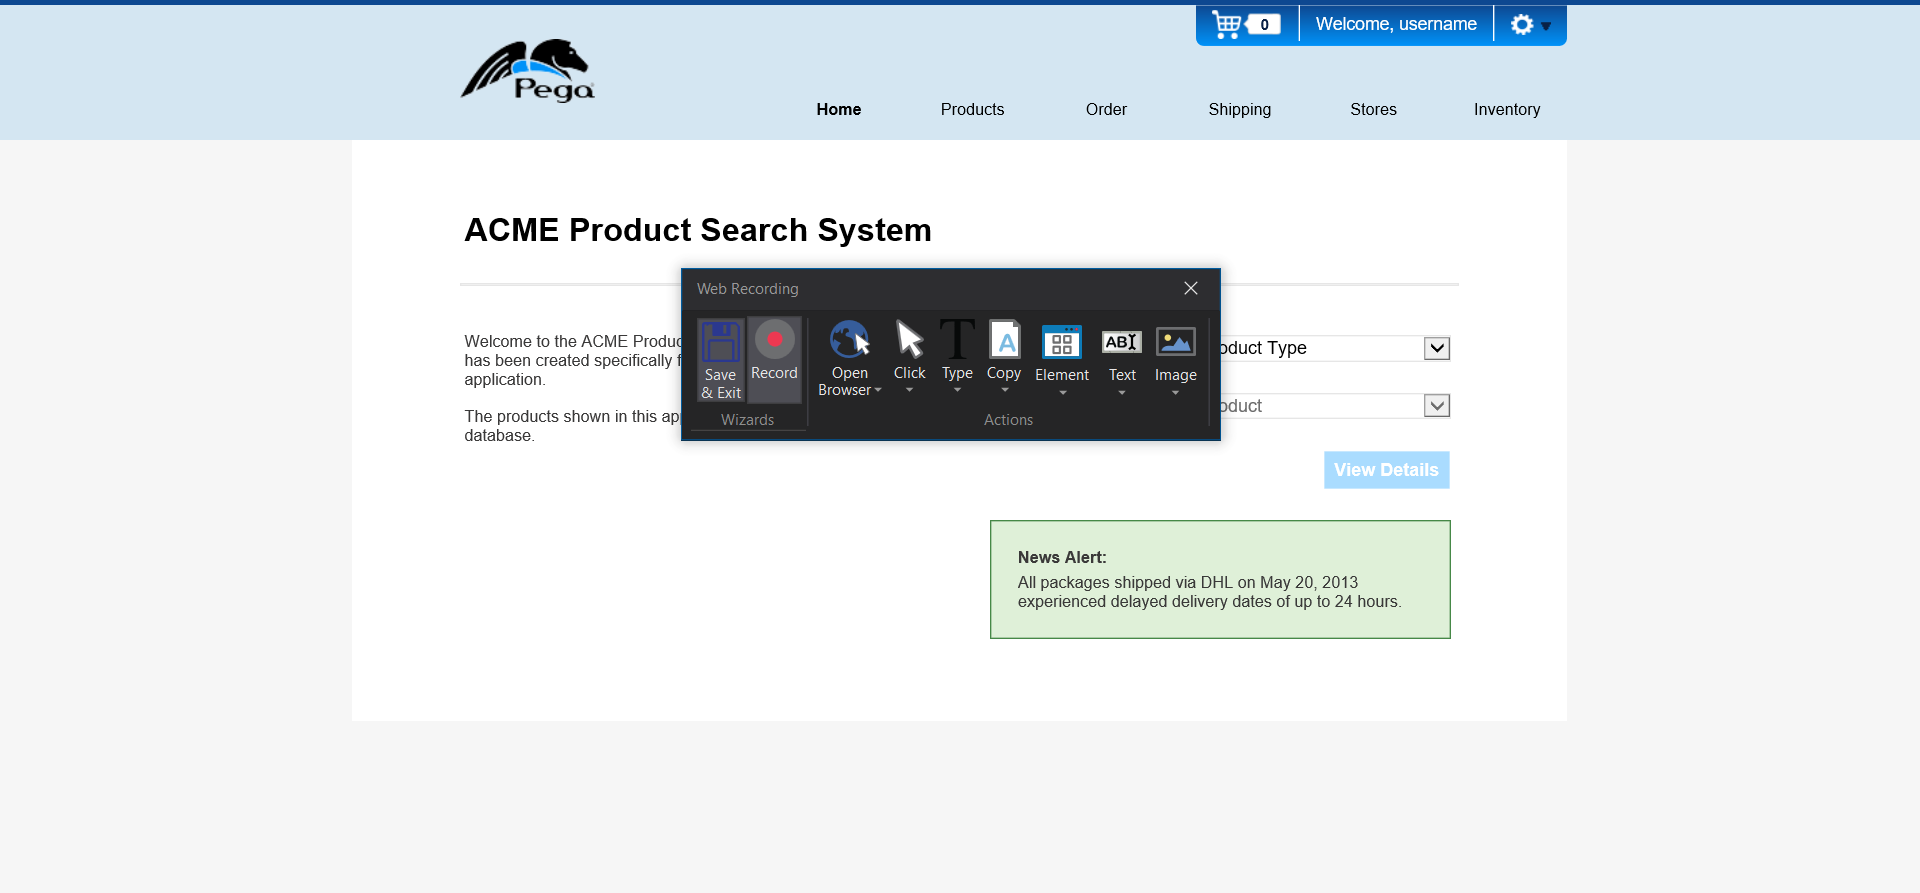 0
Welcome, username
Pega
Home Products Order Shipping Stores Inventory
ACME Product Search System
Web Recording
Save & Exit
Record
Wizards
Open Browser
Click
Type
Copy
A
Element
AB
Text
Image
Actions
Welcome to the ACME Produc
has been created specifically f
application.
The products shown in this ap
database.
oduct Type
oduct
View Details
News Alert:
All packages shipped via DHL on May 20, 2013
experienced delayed delivery dates of up to 24 hours.